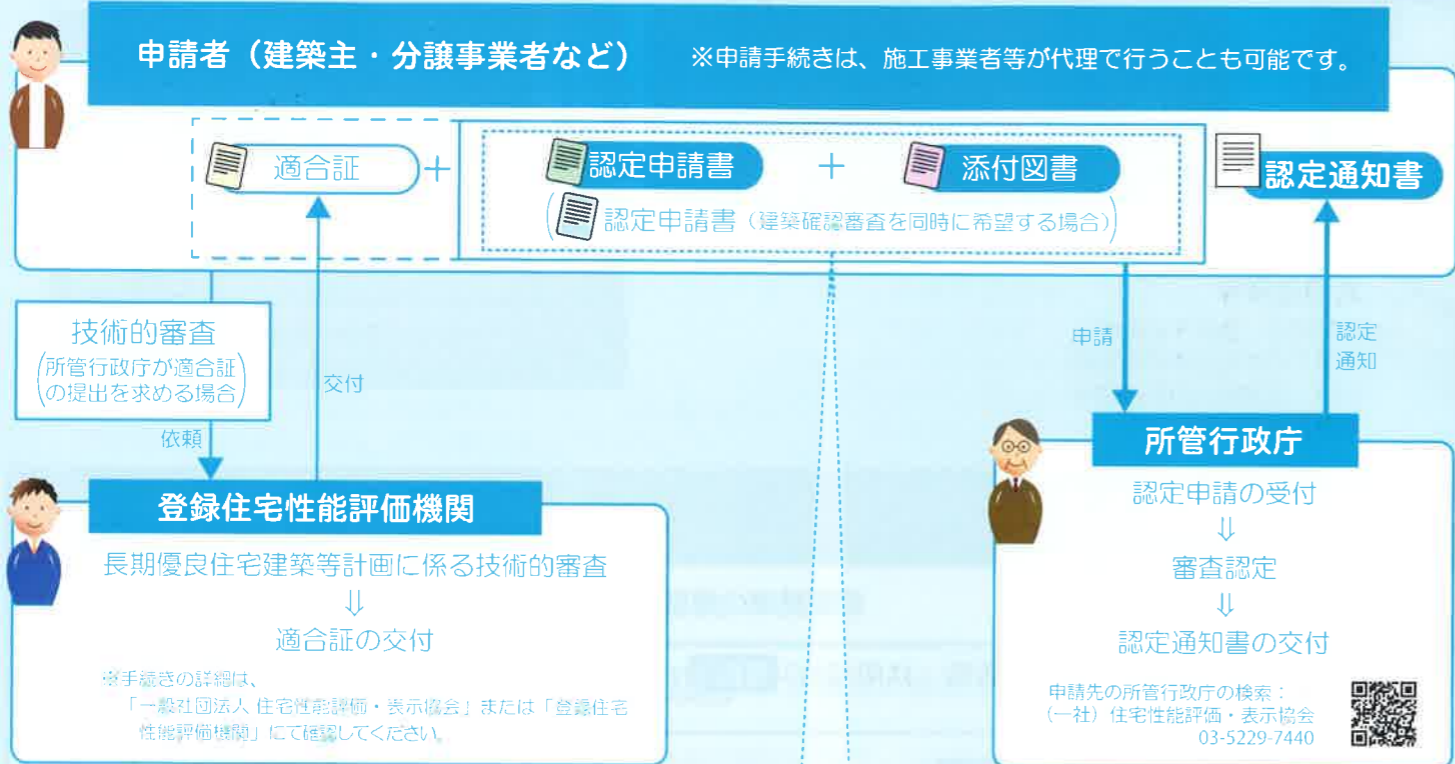 申請者（建築主・分譲事業者など）　※申請手続きは、施工事業者等が代理で行うことも可能です。
適合証
+
認定申請書
+
添付図書
認定通知書
（認定申請書（建築確認審査を同時に希望する場合））
技術的審査
（所管行政庁が適合証
の提出を求める場合）
交付
依頼
申請
認定
通知
登録住宅性能評価機関
長期優良住宅建築等計画に係る技術的審査
⇓
適合証の交付
※手続きの詳細は、
「一般社団法人 住宅性能評価・表示協会」または「登録住宅
性能評価機関」にて確認してください。
所管行政庁
認定申請の受付
⇓
審査認定
⇓
認定通知書の交付
申請先の所管行政庁の検索：
（一社）住宅性能評価・表示協会
03-5229-7440